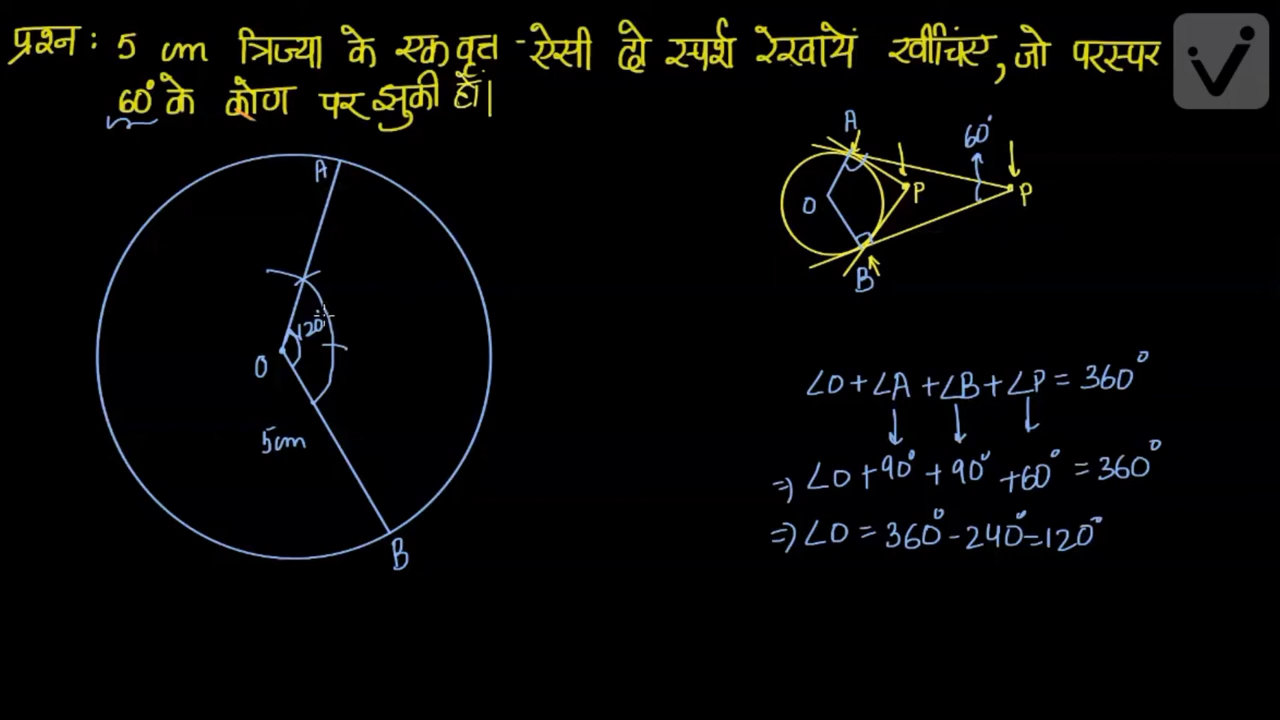 प्रश्न : 5 cm त्रिज्या के एक वृत्त - ऐसी दो स्पर्श रेखायें खींचिए, जो परस्पर
60° के कोण पर झुकी हों।
A
120°
O
5cm
B
A
60°
O
P
P
B
∠O + ∠A + ∠B + ∠P = 360°
⇒ ∠O + 90° + 90° + 60° = 360°
⇒ ∠O = 360° - 240° = 120°